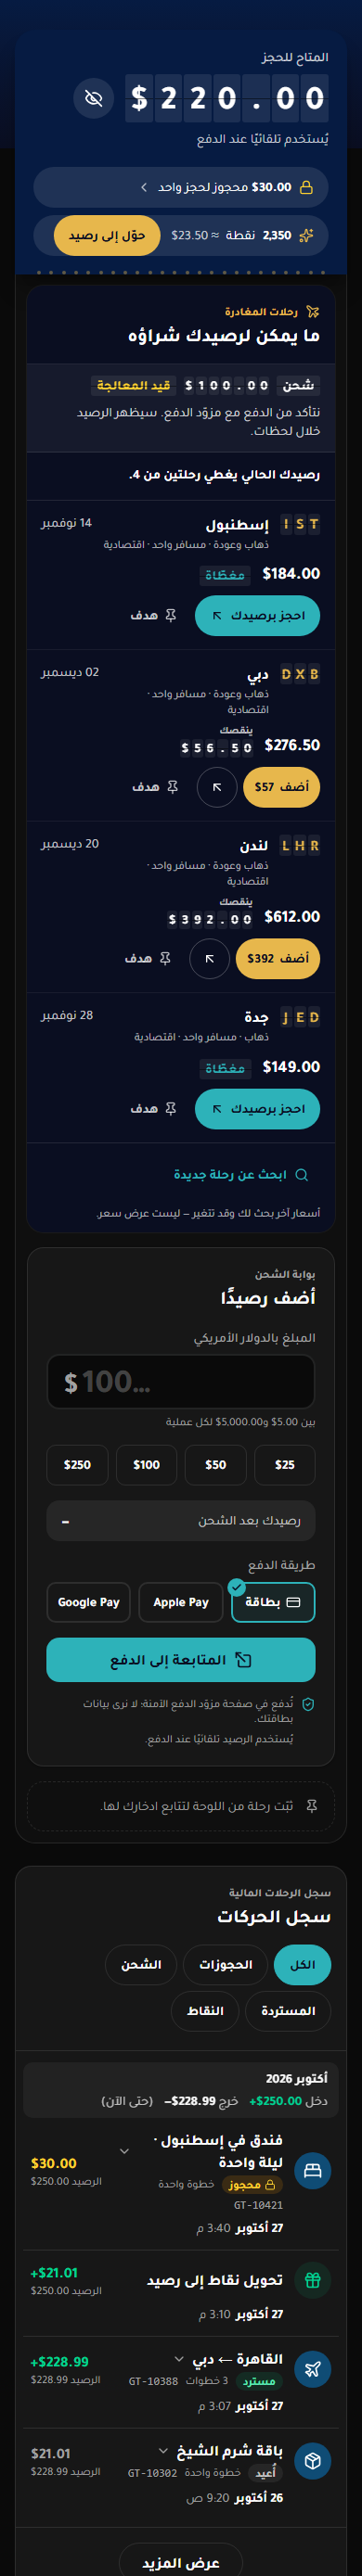 المتاح للحجز
$220.00
يُستخدم تلقائيًا عند الدفع
$30.00 محجوز لحجز واحد
2,350 نقطة ≈ $23.50 حوّل إلى رصيد
رحلات المغادرة
ما يمكن لرصيدك شراؤه
شحن $100.00 قيد المعالجة
نتأكد من الدفع مع مزوّد الدفع. سيظهر الرصيد
خلال لحظات.
رصيدك الحالي يغطي رحلتين من 4.
IST إسطنبول 14 نوفمبر
ذهاب وعودة · مسافر واحد · اقتصادية
$184.00 مغطّاة
احجز برصيدك هدف
DXB دبي 02 ديسمبر
ذهاب وعودة · مسافر واحد ·
اقتصادية
ينقصك
$276.50 $56.50
أضف $57 هدف
LHR لندن 20 ديسمبر
ذهاب وعودة · مسافر واحد ·
اقتصادية
ينقصك
$612.00 $392.00
أضف $392 هدف
JED جدة 28 نوفمبر
ذهاب · مسافر واحد · اقتصادية
$149.00 مغطّاة
احجز برصيدك هدف
ابحث عن رحلة جديدة
أسعار آخر بحث لك وقد تتغير – ليست عرض سعر.
بوابة الشحن
أضف رصيدًا
المبلغ بالدولار الأمريكي
$ 100…
بين $5.00 و$5,000.00 لكل عملية
$25 $50 $100 $250
رصيدك بعد الشحن –
طريقة الدفع
بطاقة Apple Pay Google Pay
المتابعة إلى الدفع
تُدفع في صفحة مزوّد الدفع الآمنة؛ لا نرى بيانات
بطاقتك.
يُستخدم الرصيد تلقائيًا عند الدفع.
ثبّت رحلة من اللوحة لتتابع ادخارك لها.
سجل الرحلات المالية
سجل الحركات
الكل الحجوزات الشحن
المستردة النقاط
أكتوبر 2026
دخل +$250.00 خرج −$228.99 (حتى الآن)
فندق في إسطنبول ·
ليلة واحدة
$30.00
محجوز خطوة واحدة
الرصيد $250.00
GT-10421
27 أكتوبر 3:40 م
تحويل نقاط إلى رصيد +$21.01
الرصيد $250.00
27 أكتوبر 3:10 م
القاهرة ← دبي +$228.99
مسترد 3 خطوات GT-10388 الرصيد $228.99
27 أكتوبر 3:07 م
باقة شرم الشيخ $21.01
أُعيد خطوة واحدة GT-10302 الرصيد $228.99
26 أكتوبر 9:20 ص
عرض المزيد